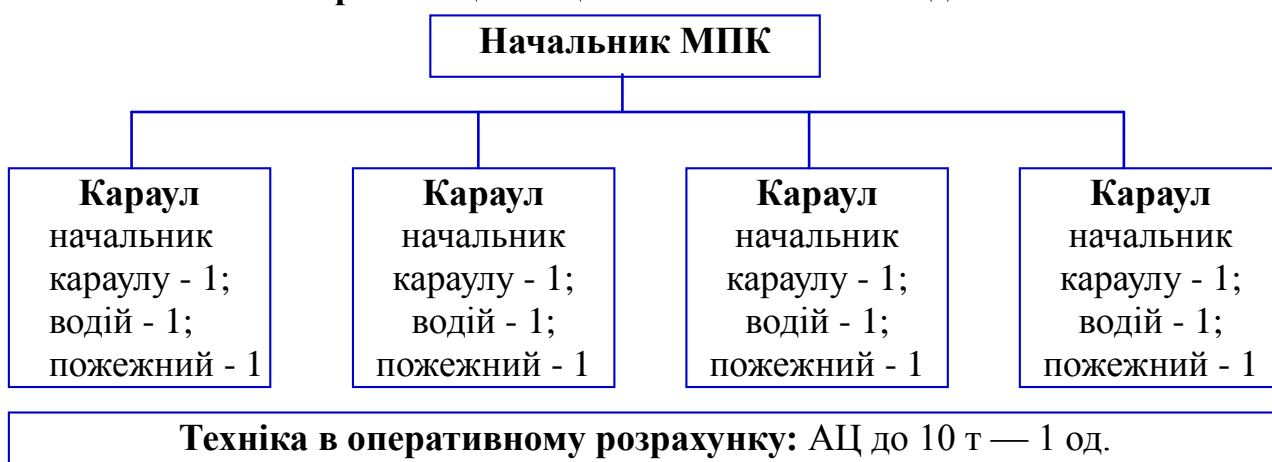 Начальник МПК
Караул
начальник
караулу - 1;
водій - 1;
пожежний - 1
Караул
начальник
караулу - 1;
водій - 1;
пожежний - 1
Караул
начальник
караулу - 1;
водій - 1;
пожежний - 1
Караул
начальник
караулу - 1;
водій - 1;
пожежний - 1
Техніка в оперативному розрахунку: АЦ до 10 т — 1 од.